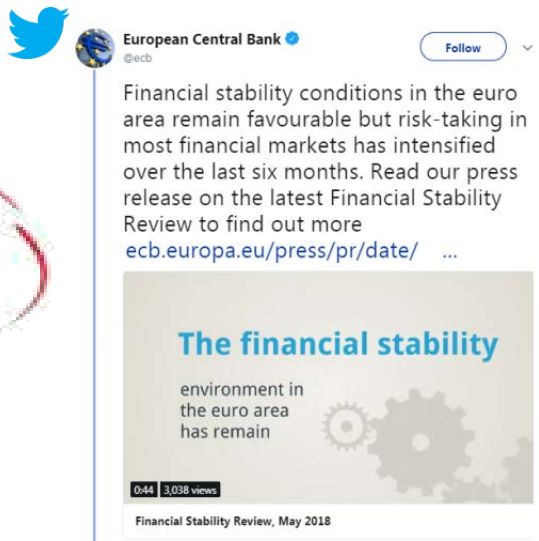 European Central Bank
@ecb
Follow
Financial stability conditions in the euro
area remain favourable but risk-taking in
most financial markets has intensified
over the last six months. Read our press
release on the latest Financial Stability
Review to find out more
ecb.europa.eu/press/pr/date/ ...
The financial stability
environment in
the euro area
has remain
0:44 3,038 views
Financial Stability Review, May 2018